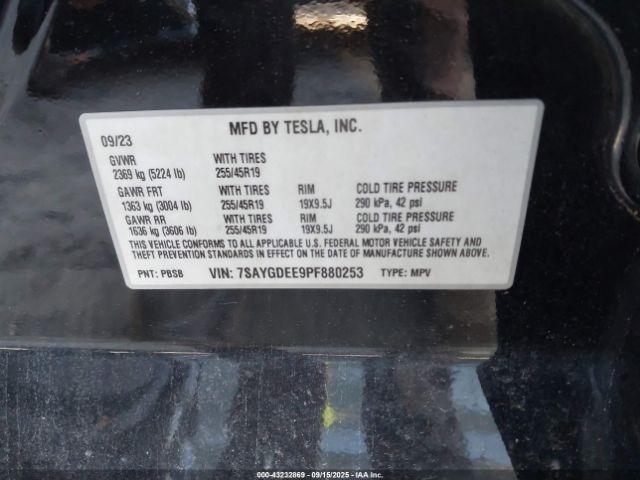 09/23 MFD BY TESLA, INC.
GVWR WITH TIRES
2369 kg (5224 lb) 255/45R19
GAWR FRT WITH TIRES RIM COLD TIRE PRESSURE
1363 kg (3004 lb) 255/45R19 19X9.5J 290 kPa, 42 psi
GAWR RR WITH TIRES RIM COLD TIRE PRESSURE
1636 kg (3606 lb) 255/45R19 19X9.5J 290 kPa, 42 psi
THIS VEHICLE CONFORMS TO ALL APPLICABLE U.S. FEDERAL MOTOR VEHICLE SAFETY AND
THEFT PREVENTION STANDARDS IN EFFECT ON THE DATE OF MANUFACTURE SHOWN ABOVE.
PNT: PBSB VIN: 7SAYGDEE9PF880253 TYPE: MPV
000-43232869 - 09/15/2025 - CA3320